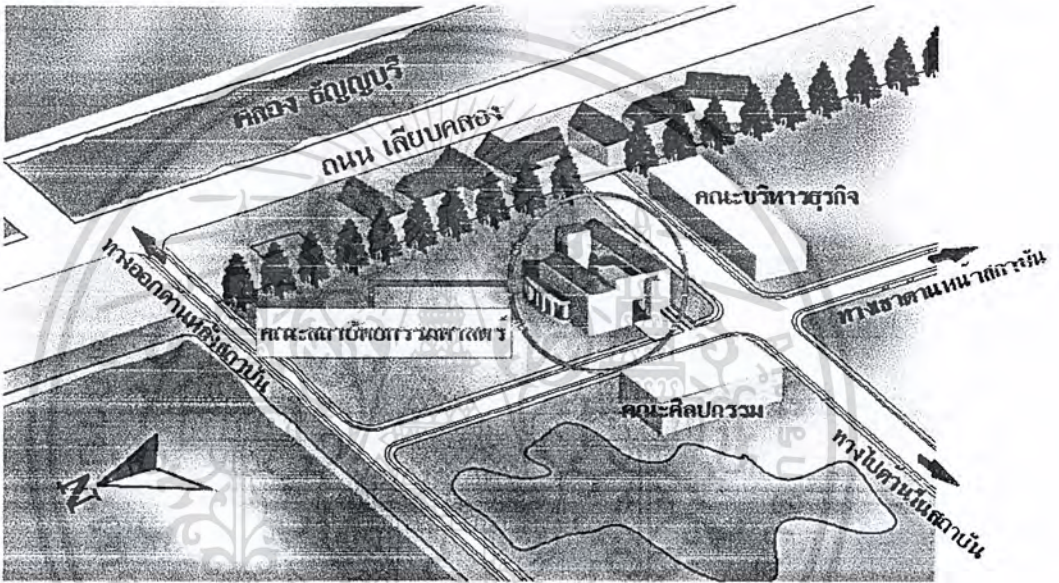 คลอง ธัญญบุรี
ถนน เลียบคลอง
คณะบริหารธุรกิจ
ทางออกด้านหลังสถาบัน
ทางเข้าด้านหน้าสถาบัน
คณะสถาปัตยกรรมศาสตร์
คณะศิลปกรรม
ทางไปด้านในสถาบัน
N